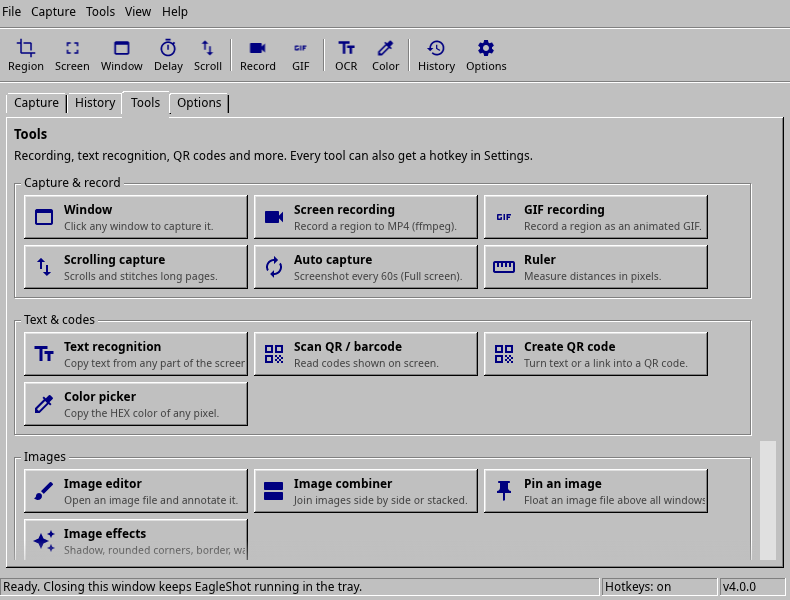 File Capture Tools View Help
Region Screen Window Delay Scroll Record GIF GIF OCR Color History Options
Capture History Tools Options
Tools
Recording, text recognition, QR codes and more. Every tool can also get a hotkey in Settings.
Capture & record
Window
Click any window to capture it.
Screen recording
Record a region to MP4 (ffmpeg).
GIF
GIF recording
Record a region as an animated GIF.
Scrolling capture
Scrolls and stitches long pages.
Auto capture
Screenshot every 60s (Full screen).
Ruler
Measure distances in pixels.
Text & codes
Text recognition
Copy text from any part of the screen
Scan QR / barcode
Read codes shown on screen.
Create QR code
Turn text or a link into a QR code.
Color picker
Copy the HEX color of any pixel.
Images
Image editor
Open an image file and annotate it.
Image combiner
Join images side by side or stacked.
Pin an image
Float an image file above all windows
Image effects
Shadow, rounded corners, border, wa
Ready. Closing this window keeps EagleShot running in the tray.
Hotkeys: on
v4.0.0